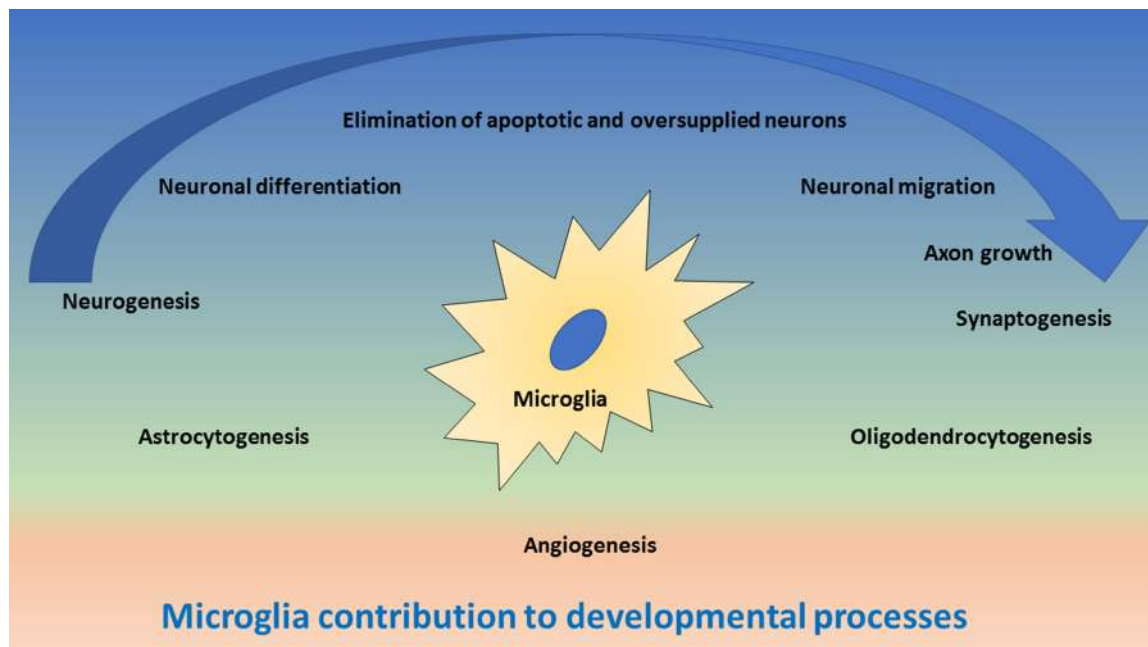 Elimination of apoptotic and oversupplied neurons
Neuronal differentiation
Neuronal migration
Axon growth
Neurogenesis
Synaptogenesis
Microglia
Astrocytogenesis
Oligodendrocytogenesis
Angiogenesis
Microglia contribution to developmental processes